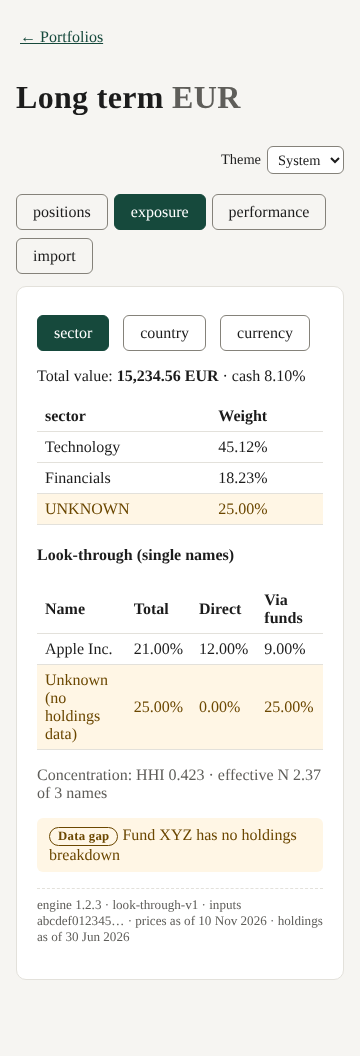 ← Portfolios
Long term EUR
Theme System
positions exposure performance
import
sector country currency
Total value: 15,234.56 EUR · cash 8.10%
sector Weight
Technology 45.12%
Financials 18.23%
UNKNOWN 25.00%
Look-through (single names)
Name Total Direct Via funds
Apple Inc. 21.00% 12.00% 9.00%
Unknown (no holdings data) 25.00% 0.00% 25.00%
Concentration: HHI 0.423 · effective N 2.37
of 3 names
Data gap Fund XYZ has no holdings
breakdown
engine 1.2.3 · look-through-v1 · inputs
abcdef012345… · prices as of 10 Nov 2026 · holdings
as of 30 Jun 2026